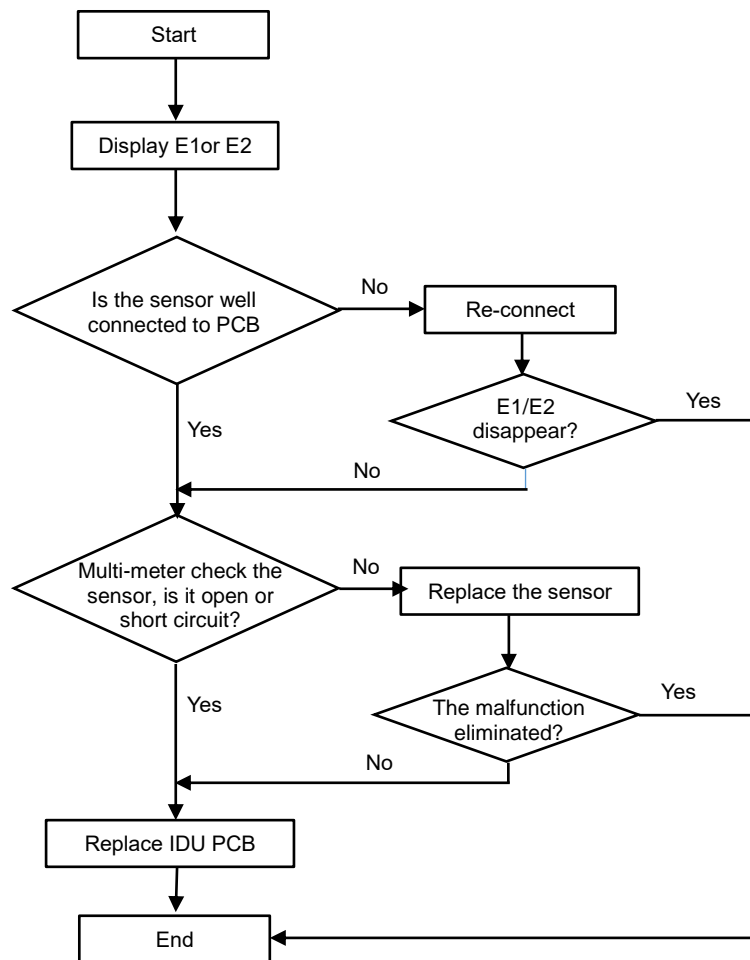 Start
Display E1or E2
Is the sensor well
connected to PCB
No
Re-connect
E1/E2
disappear?
Yes
Yes
No
Multi-meter check the
sensor, is it open or
short circuit?
No
Replace the sensor
Yes
The malfunction
eliminated?
Yes
No
Replace IDU PCB
End